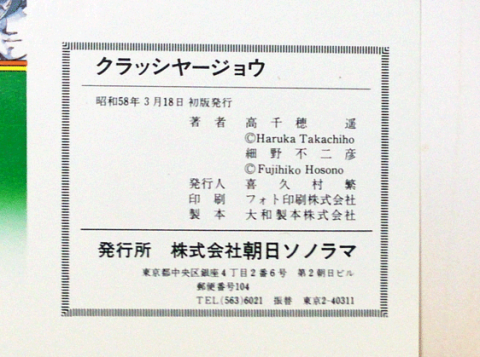 クラッシャージョウ
昭和58年3月18日 初版発行
著者 高千穂 遥
©Haruka Takachiho
細野不二彦
©Fujihiko Hosono
発行人 喜久村繁
印刷 フォト印刷株式会社
製本 大和製本株式会社
発行所 株式会社朝日ソノラマ
東京都中央区銀座4丁目2番6号 第2朝日ビル
郵便番号104
TEL(563)6021 振替 東京2-40311